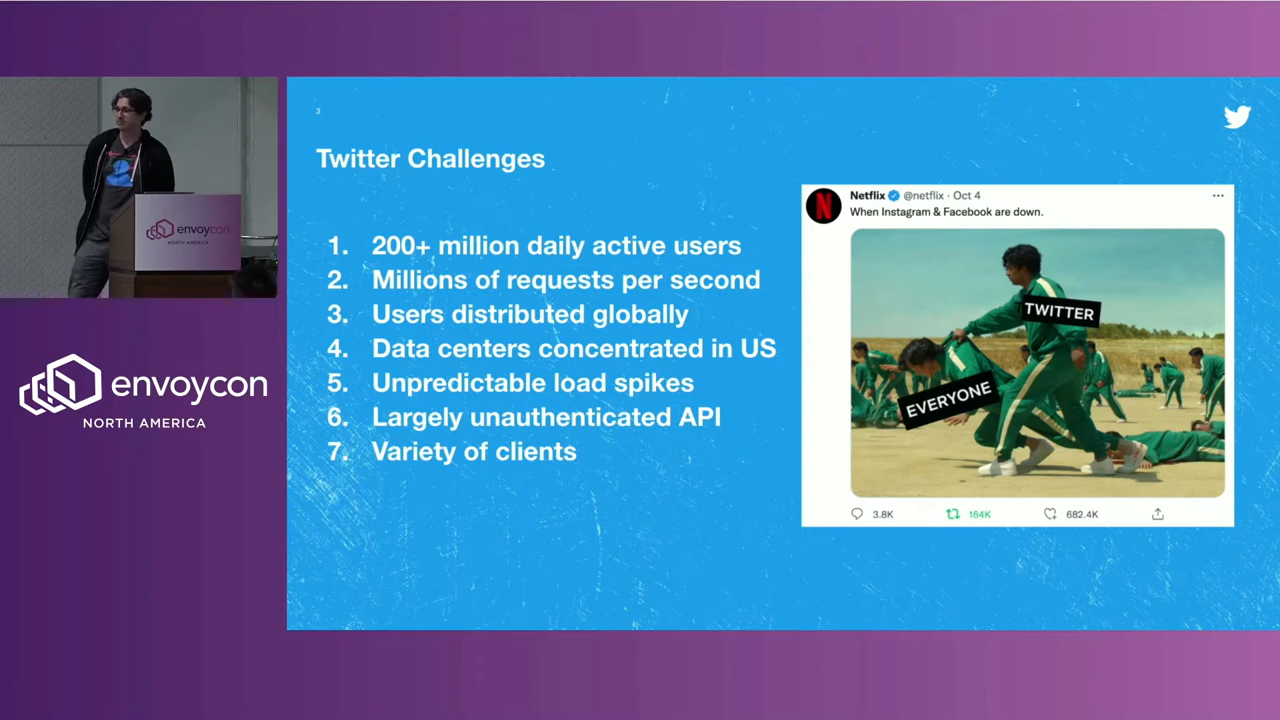 envoycon
NORTH AMERICA
envoycon
NORTH AMERICA
3
Twitter Challenges
1. 200+ million daily active users
2. Millions of requests per second
3. Users distributed globally
4. Data centers concentrated in US
5. Unpredictable load spikes
6. Largely unauthenticated API
7. Variety of clients
N
Netflix @netflix · Oct 4
When Instagram & Facebook are down.
TWITTER
EVERYONE
3.8K 164K 682.4K